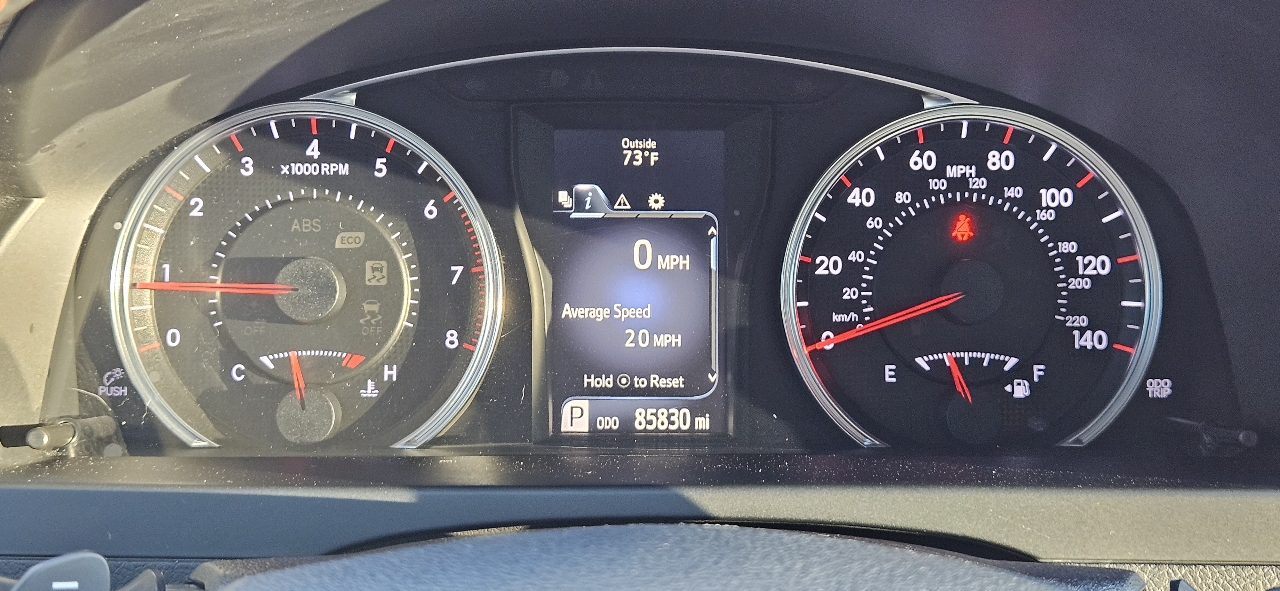 Outside
73°F
i
0 MPH
Average Speed
20 MPH
Hold to Reset
P ODO 85830 mi
0
1
2
3
4
5
6
7
8
x1000 RPM
ABS
ECO
OFF
OFF
C
H
PUSH
0
20
40
60
80
100
120
140
MPH
km/h
0
20
40
60
80
100
120
140
160
180
200
220
E
F
ODO
TRIP